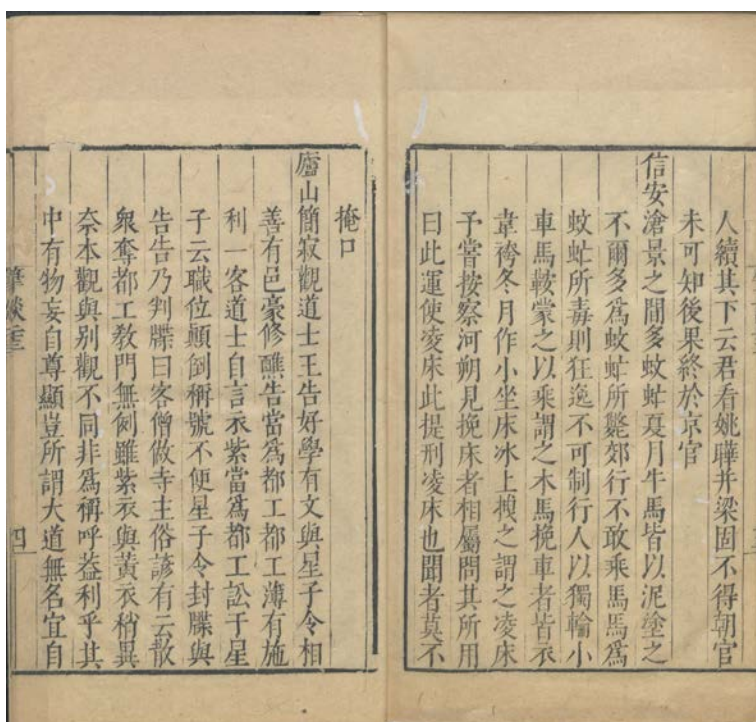 人續其下云君看姚曄并梁固不得朝官
未可知後果終於京官
信安滄景之間多蚊䖟夏月牛馬皆以泥塗之
不爾多爲蚊䖟所斃郊行不敢乘馬馬爲
蚊䖟所毒則狂逸不可制行人以獨輪小
車馬鞍蒙之以乘謂之木馬挽車者皆衣
韋袴冬月作小坐床冰上拽之謂之凌床
予嘗按察河朔見挽床者相屬問其所用
曰此運使凌床此提刑凌床也聞者莫不
掩口
廬山簡寂觀道士王告好學有文與星子令相
善有邑豪修醮告當爲都工都工薄有施
利一客道士自言衣紫當爲都工訟于星
子云職位顛倒稱號不便星子令封牒與
告告乃判牒曰客僧做寺主俗諺有云散
衆奪都工教門無例雖紫衣與黃衣稍異
奈本觀與別觀不同非爲稱呼葢利乎其
中有物妄自尊顯豈所謂大道無名宜自
四